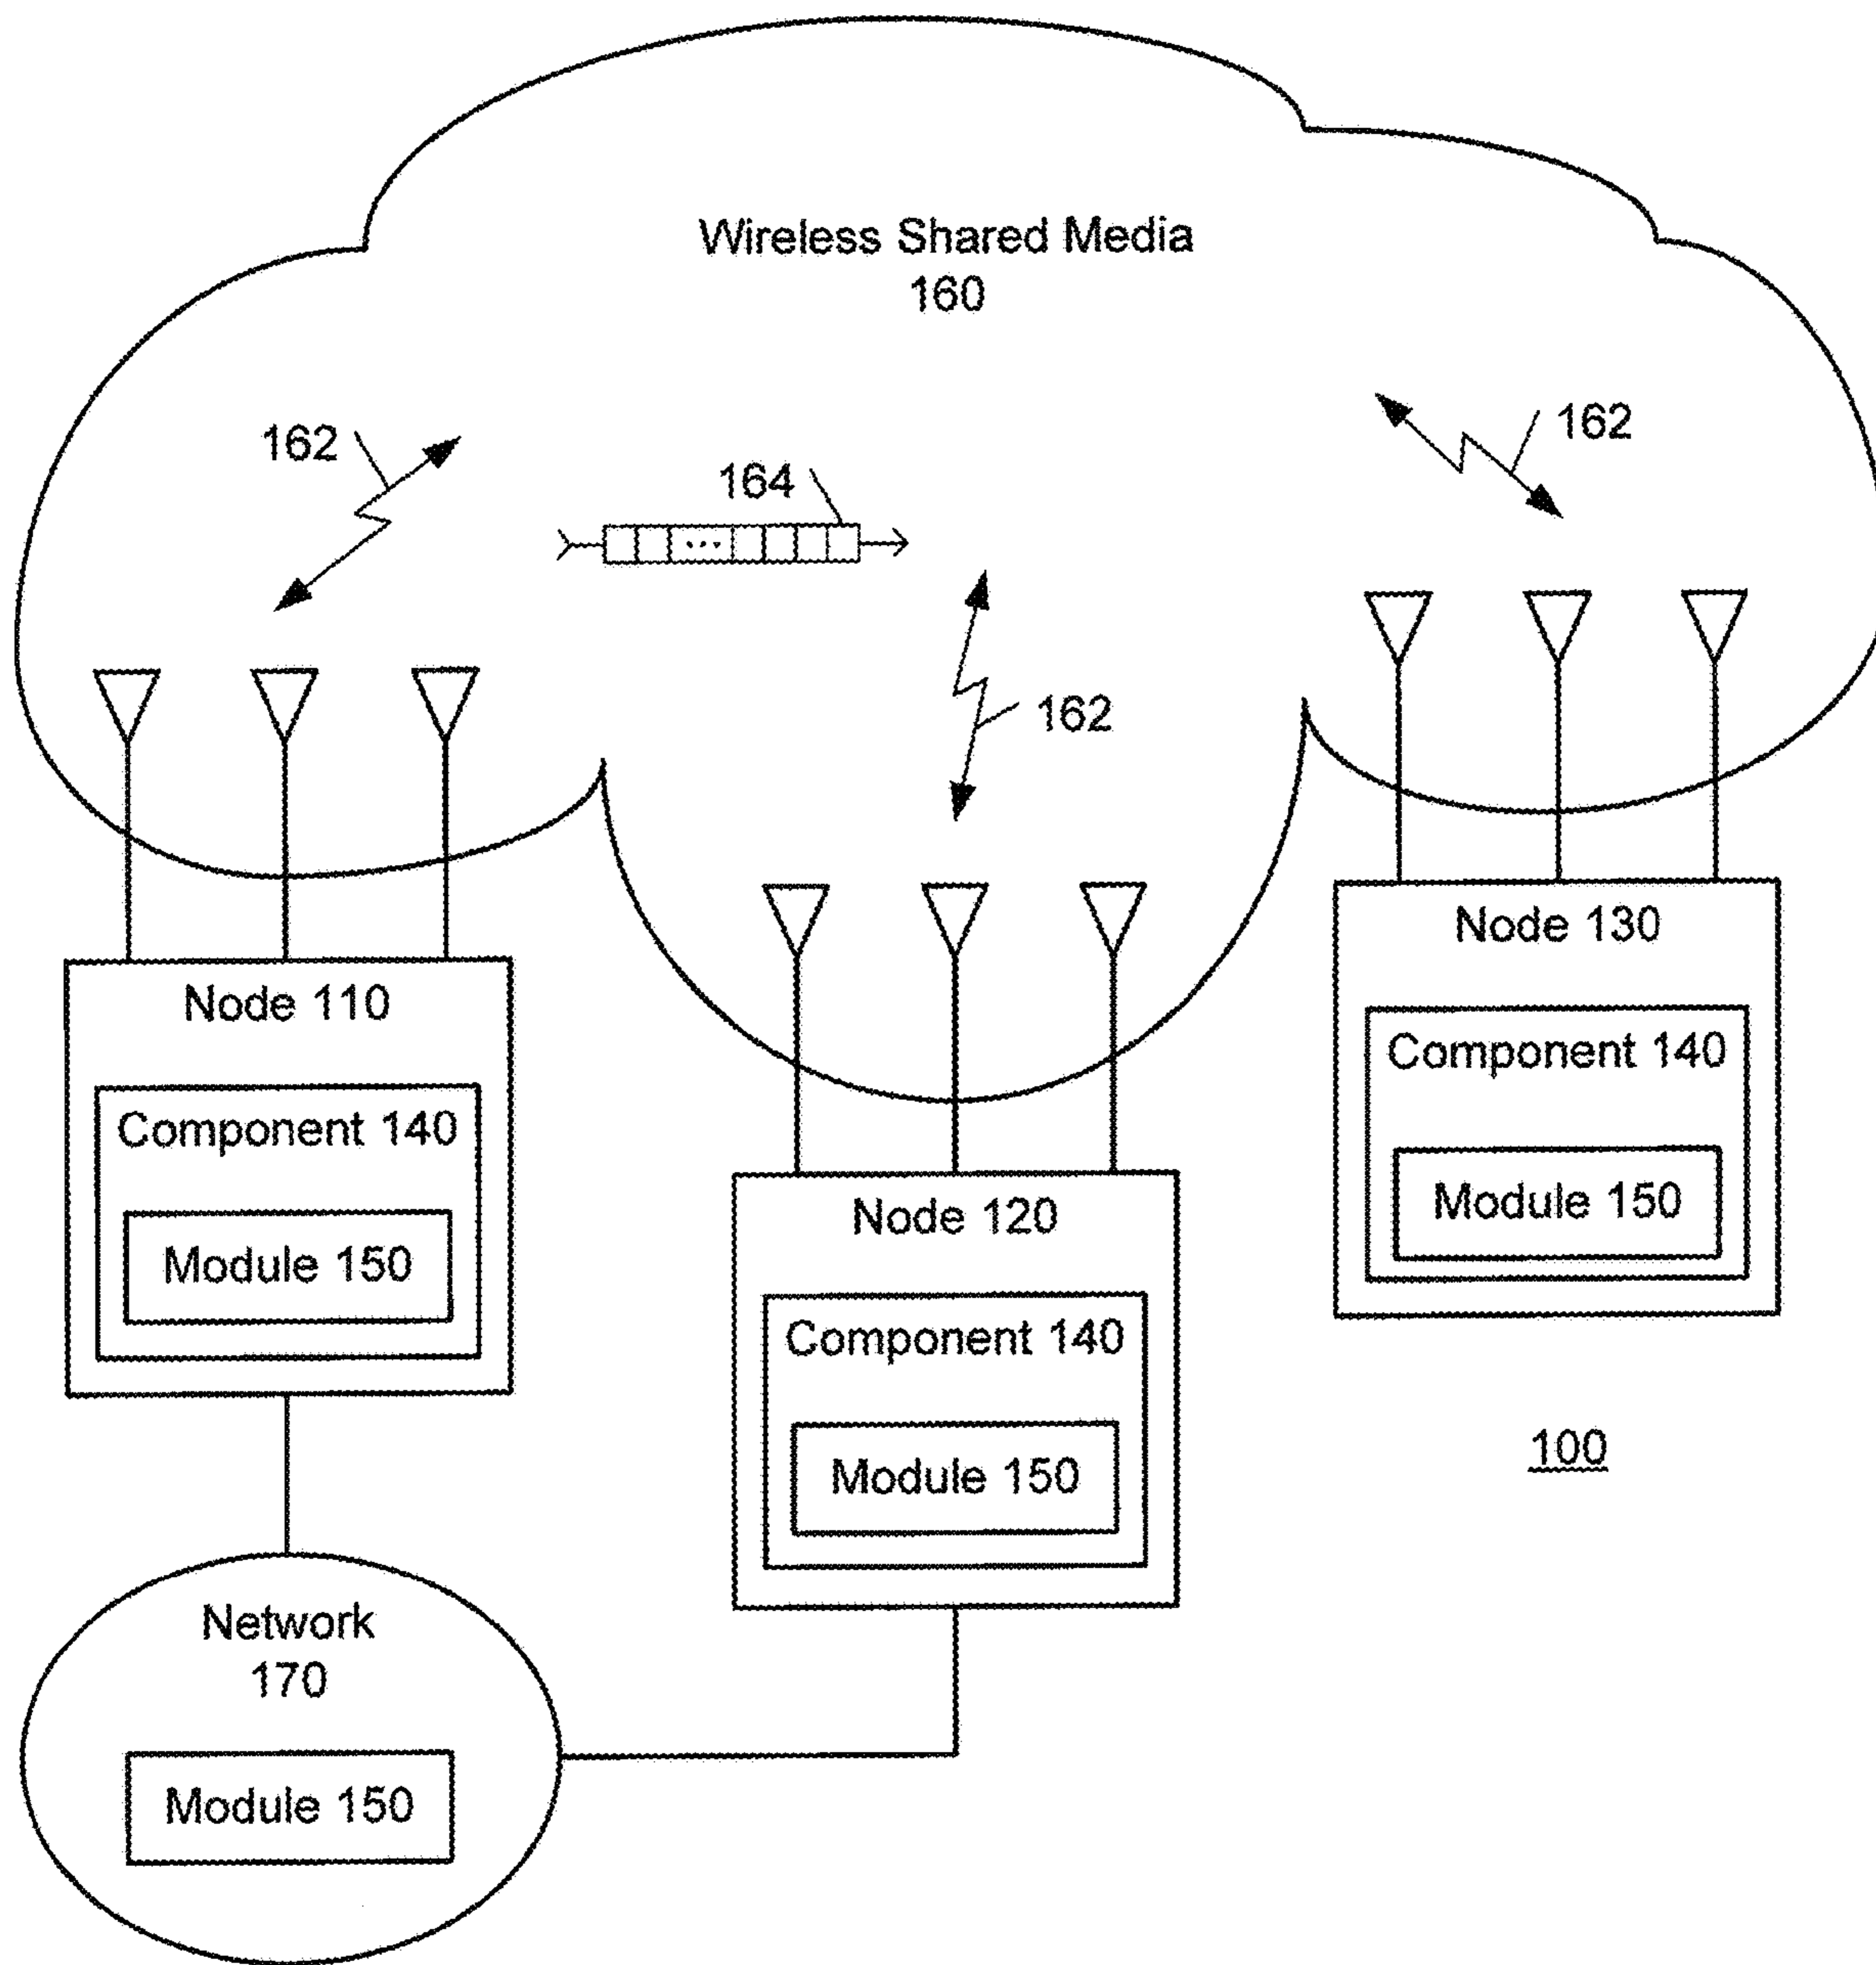 Wireless Shared Media
160
162
164
162
162
Node 110
Component 140
Module 150
Node 120
Component 140
Module 150
Node 130
Component 140
Module 150
100
Network
170
Module 150